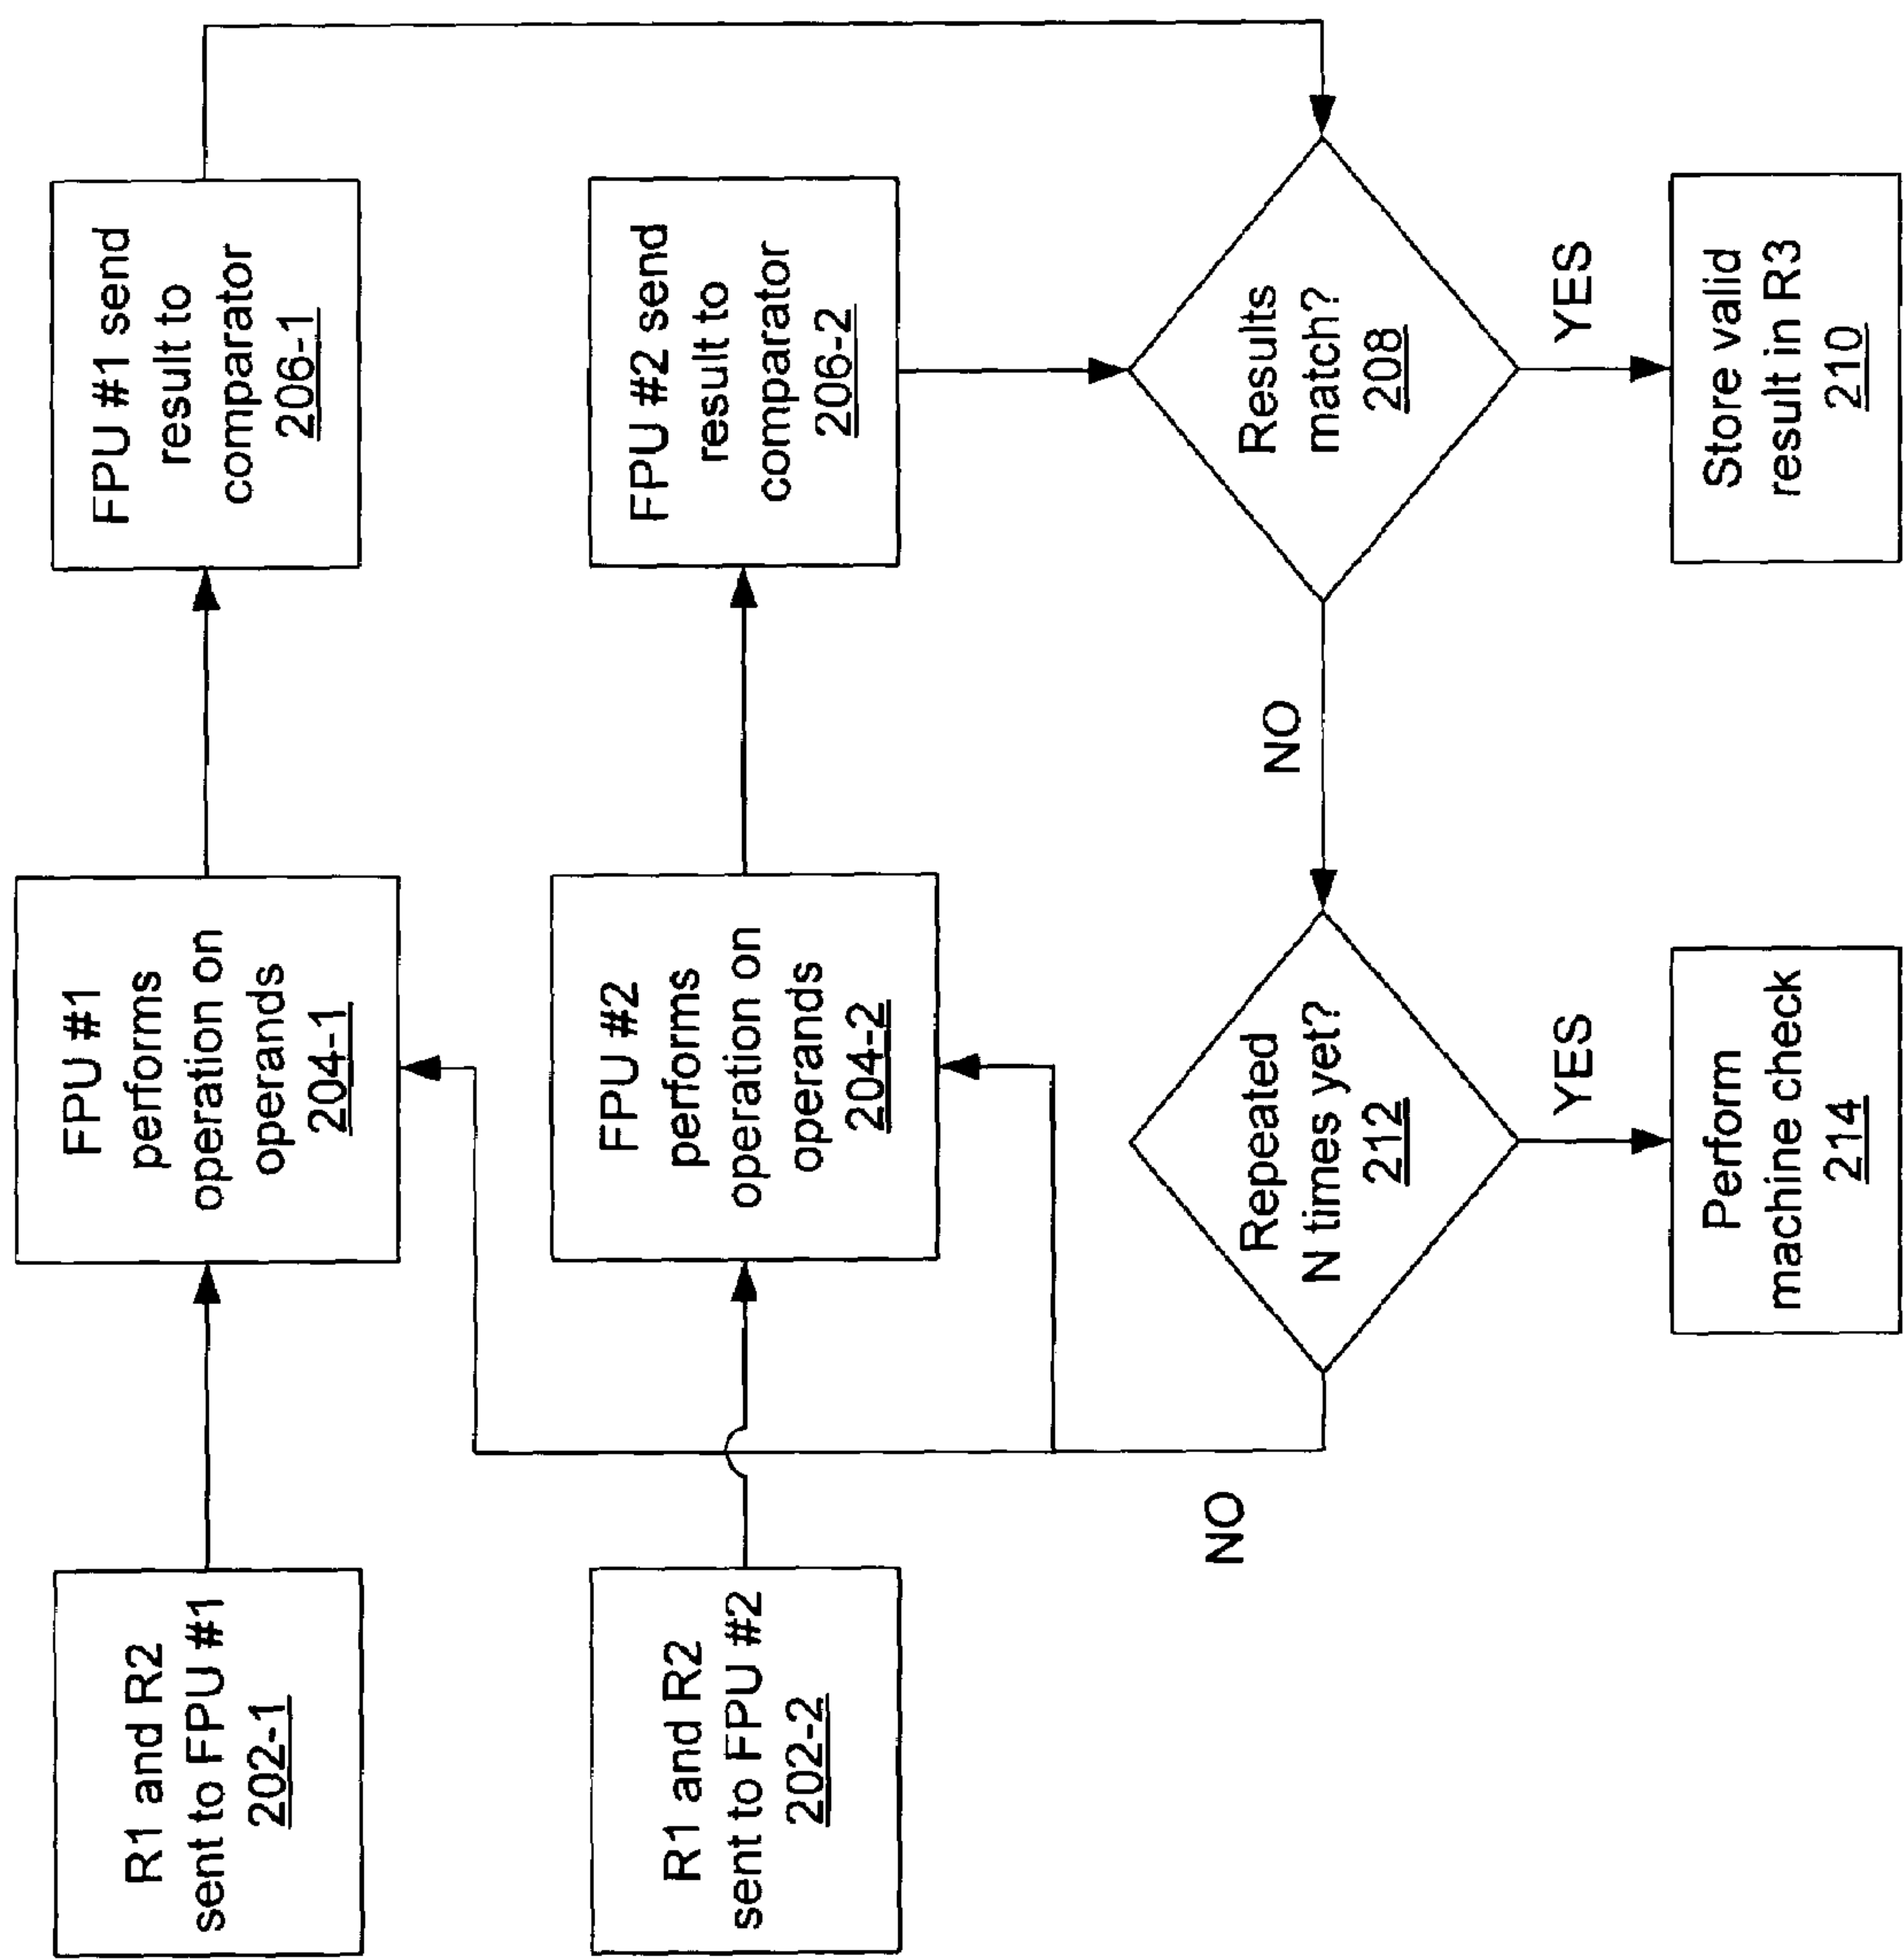 R1 and R2
sent to FPU #1
202-1
FPU #1
performs
operation on
operands
204-1
FPU #1 send
result to
comparator
206-1
R1 and R2
sent to FPU #2
202-2
FPU #2
performs
operation on
operands
204-2
FPU #2 send
result to
comparator
206-2
NO
Repeated
N times yet?
212
NO
Results
match?
208
YES
YES
Perform
machine check
214
Store valid
result in R3
210